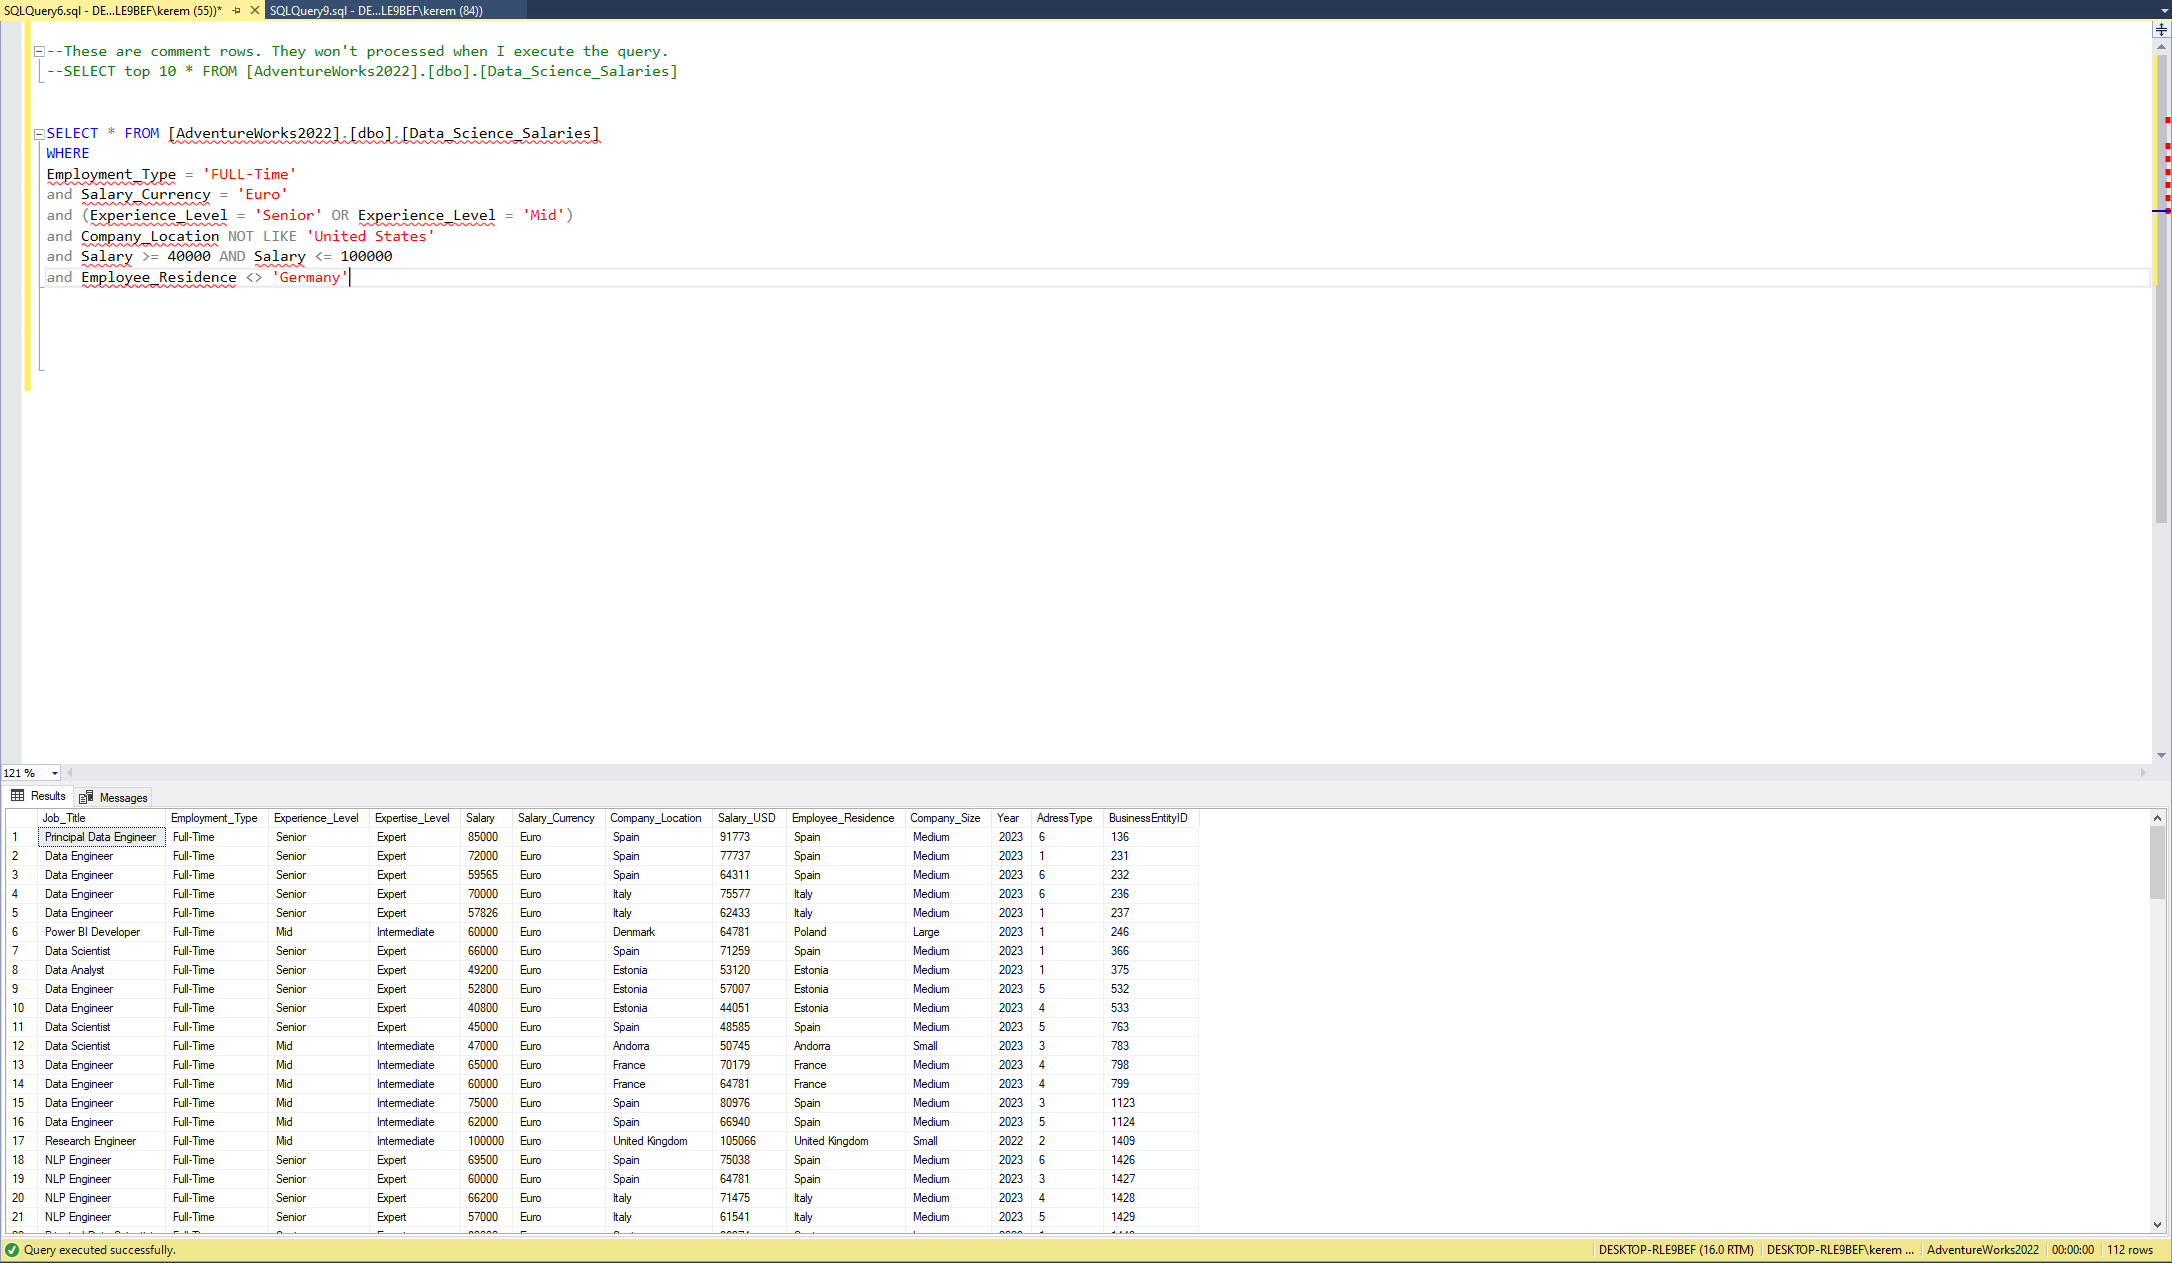 SQLQuery6.sql - DE...LE9BEF\kerem (55))* SQLQuery9.sql - DE...LE9BEF\kerem (84))
--These are comment rows. They won't processed when I execute the query.
--SELECT top 10 * FROM [AdventureWorks2022].[dbo].[Data_Science_Salaries]
SELECT * FROM [AdventureWorks2022].[dbo].[Data_Science_Salaries]
WHERE
Employment_Type = 'FULL-Time'
and Salary_Currency = 'Euro'
and (Experience_Level = 'Senior' OR Experience_Level = 'Mid')
and Company_Location NOT LIKE 'United States'
and Salary >= 40000 AND Salary <= 100000
and Employee_Residence <> 'Germany'
121 %
Results Messages
Job_Title Employment_Type Experience_Level Expertise_Level Salary Salary_Currency Company_Location Salary_USD Employee_Residence Company_Size Year AdressType BusinessEntityID
1 Principal Data Engineer Full-Time Senior Expert 85000 Euro Spain 91773 Spain Medium 2023 6 136
2 Data Engineer Full-Time Senior Expert 72000 Euro Spain 77737 Spain Medium 2023 1 231
3 Data Engineer Full-Time Senior Expert 59565 Euro Spain 64311 Spain Medium 2023 6 232
4 Data Engineer Full-Time Senior Expert 70000 Euro Italy 75577 Italy Medium 2023 6 236
5 Data Engineer Full-Time Senior Expert 57826 Euro Italy 62433 Italy Medium 2023 1 237
6 Power BI Developer Full-Time Mid Intermediate 60000 Euro Denmark 64781 Poland Large 2023 1 246
7 Data Scientist Full-Time Senior Expert 66000 Euro Spain 71259 Spain Medium 2023 1 366
8 Data Analyst Full-Time Senior Expert 49200 Euro Estonia 53120 Estonia Medium 2023 1 375
9 Data Engineer Full-Time Senior Expert 52800 Euro Estonia 57007 Estonia Medium 2023 5 532
10 Data Engineer Full-Time Senior Expert 40800 Euro Estonia 44051 Estonia Medium 2023 4 533
11 Data Scientist Full-Time Senior Expert 45000 Euro Spain 48585 Spain Medium 2023 5 763
12 Data Scientist Full-Time Mid Intermediate 47000 Euro Andorra 50745 Andorra Small 2023 3 783
13 Data Engineer Full-Time Mid Intermediate 65000 Euro France 70179 France Medium 2023 4 798
14 Data Engineer Full-Time Mid Intermediate 60000 Euro France 64781 France Medium 2023 4 799
15 Data Engineer Full-Time Mid Intermediate 75000 Euro Spain 80976 Spain Medium 2023 3 1123
16 Data Engineer Full-Time Mid Intermediate 62000 Euro Spain 66940 Spain Medium 2023 5 1124
17 Research Engineer Full-Time Mid Intermediate 100000 Euro United Kingdom 105066 United Kingdom Small 2022 2 1409
18 NLP Engineer Full-Time Senior Expert 69500 Euro Spain 75038 Spain Medium 2023 6 1426
19 NLP Engineer Full-Time Senior Expert 60000 Euro Spain 64781 Spain Medium 2023 3 1427
20 NLP Engineer Full-Time Senior Expert 66200 Euro Italy 71475 Italy Medium 2023 4 1428
21 NLP Engineer Full-Time Senior Expert 57000 Euro Italy 61541 Italy Medium 2023 5 1429
Query executed successfully. DESKTOP-RLE9BEF (16.0 RTM) DESKTOP-RLE9BEF\kerem ... AdventureWorks2022 00:00:00 112 rows